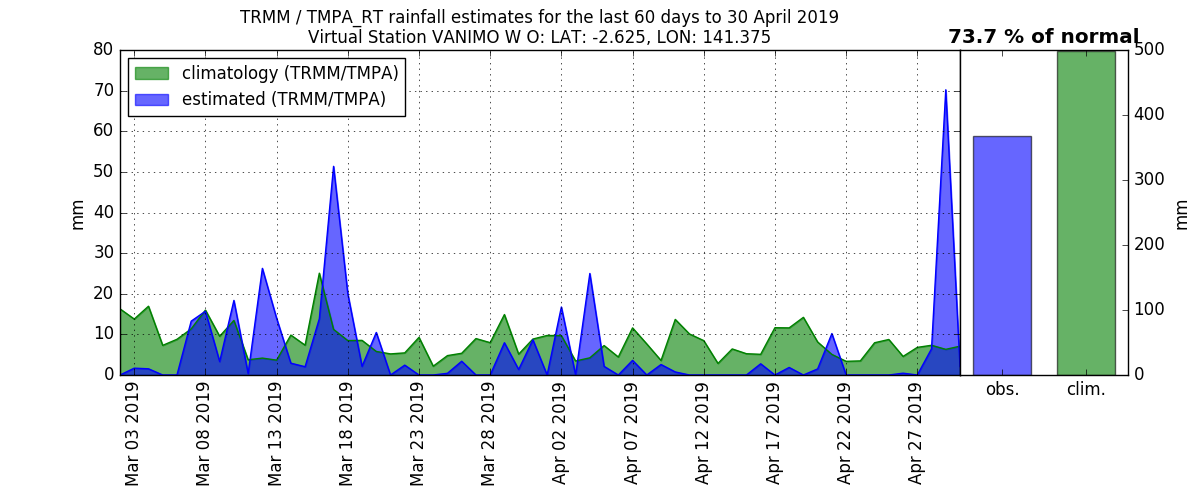 TRMM / TMPA_RT rainfall estimates for the last 60 days to 30 April 2019
Virtual Station VANIMO W O: LAT: -2.625, LON: 141.375
73.7 % of normal
climatology (TRMM/TMPA)
estimated (TRMM/TMPA)
80
70
60
50
40
30
20
10
0
mm
500
400
300
200
100
0
mm
Mar 03 2019
Mar 08 2019
Mar 13 2019
Mar 18 2019
Mar 23 2019
Mar 28 2019
Apr 02 2019
Apr 07 2019
Apr 12 2019
Apr 17 2019
Apr 22 2019
Apr 27 2019
obs.
clim.